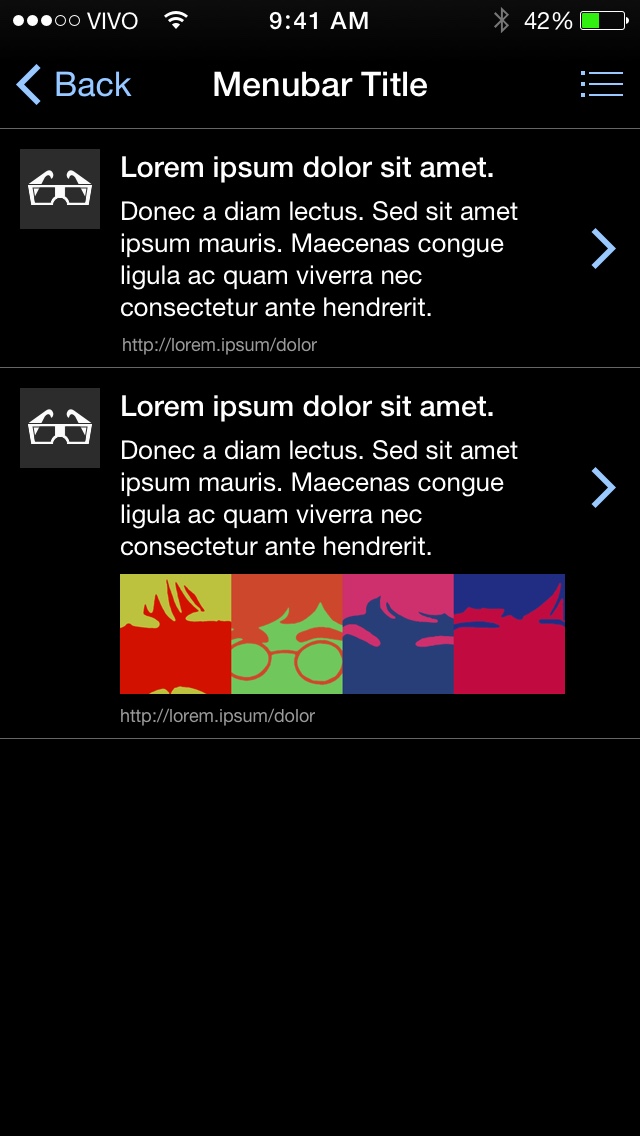 VIVO 9:41 AM 42%
Back Menubar Title
Lorem ipsum dolor sit amet.
Donec a diam lectus. Sed sit amet
ipsum mauris. Maecenas congue
ligula ac quam viverra nec
consectetur ante hendrerit.
http://lorem.ipsum/dolor
Lorem ipsum dolor sit amet.
Donec a diam lectus. Sed sit amet
ipsum mauris. Maecenas congue
ligula ac quam viverra nec
consectetur ante hendrerit.
http://lorem.ipsum/dolor